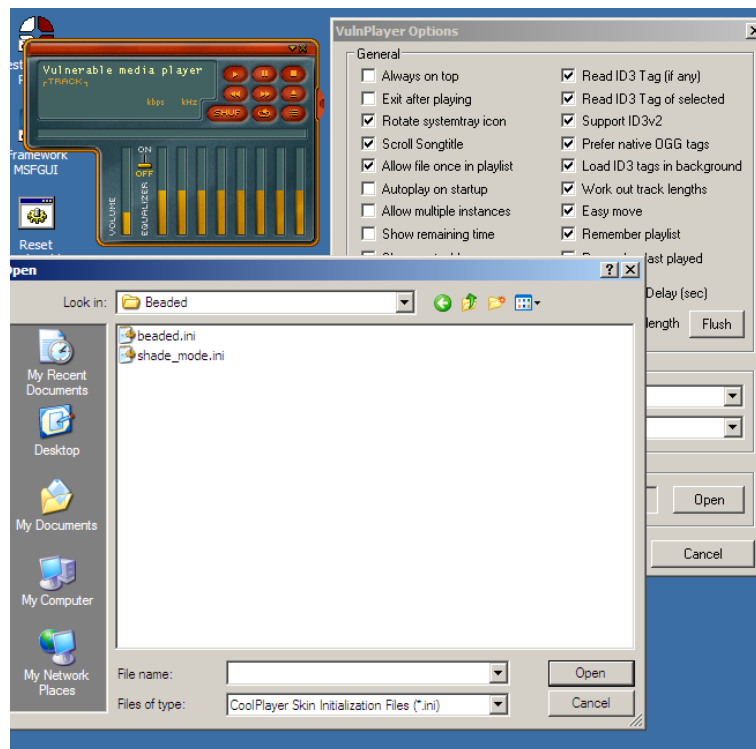 VulnPlayer Options
General
Always on top
Read ID3 Tag (if any)
Exit after playing
Read ID3 Tag of selected
Rotate systemtray icon
Support ID3v2
Scroll Songtitle
Prefer native OGG tags
Allow file once in playlist
Load ID3 tags in background
Autoplay on startup
Work out track lengths
Allow multiple instances
Easy move
Show remaining time
Remember playlist
last played
Delay (sec)
length
Flush
Open
Cancel
Vulnerable media player
TRACK
kbps kHz
SHUF
ON
OFF
VOLUME
EQUALIZER
Framework
MSFGUI
Reset
Open
Look in:
Beaded
beaded.ini
shade_mode.ini
My Recent
Documents
Desktop
My Documents
My Computer
My Network
Places
File name:
Open
Files of type:
CoolPlayer Skin Initialization Files (*.ini)
Cancel